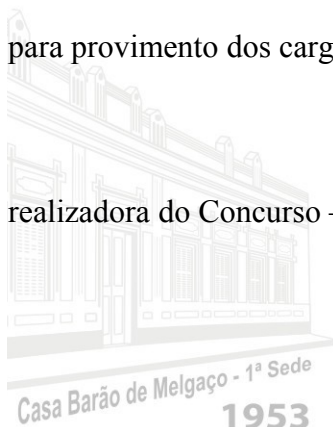 para provimento dos carg
realizadora do Concurso -
Casa Barão de Melgaço - 1ª Sede
1953